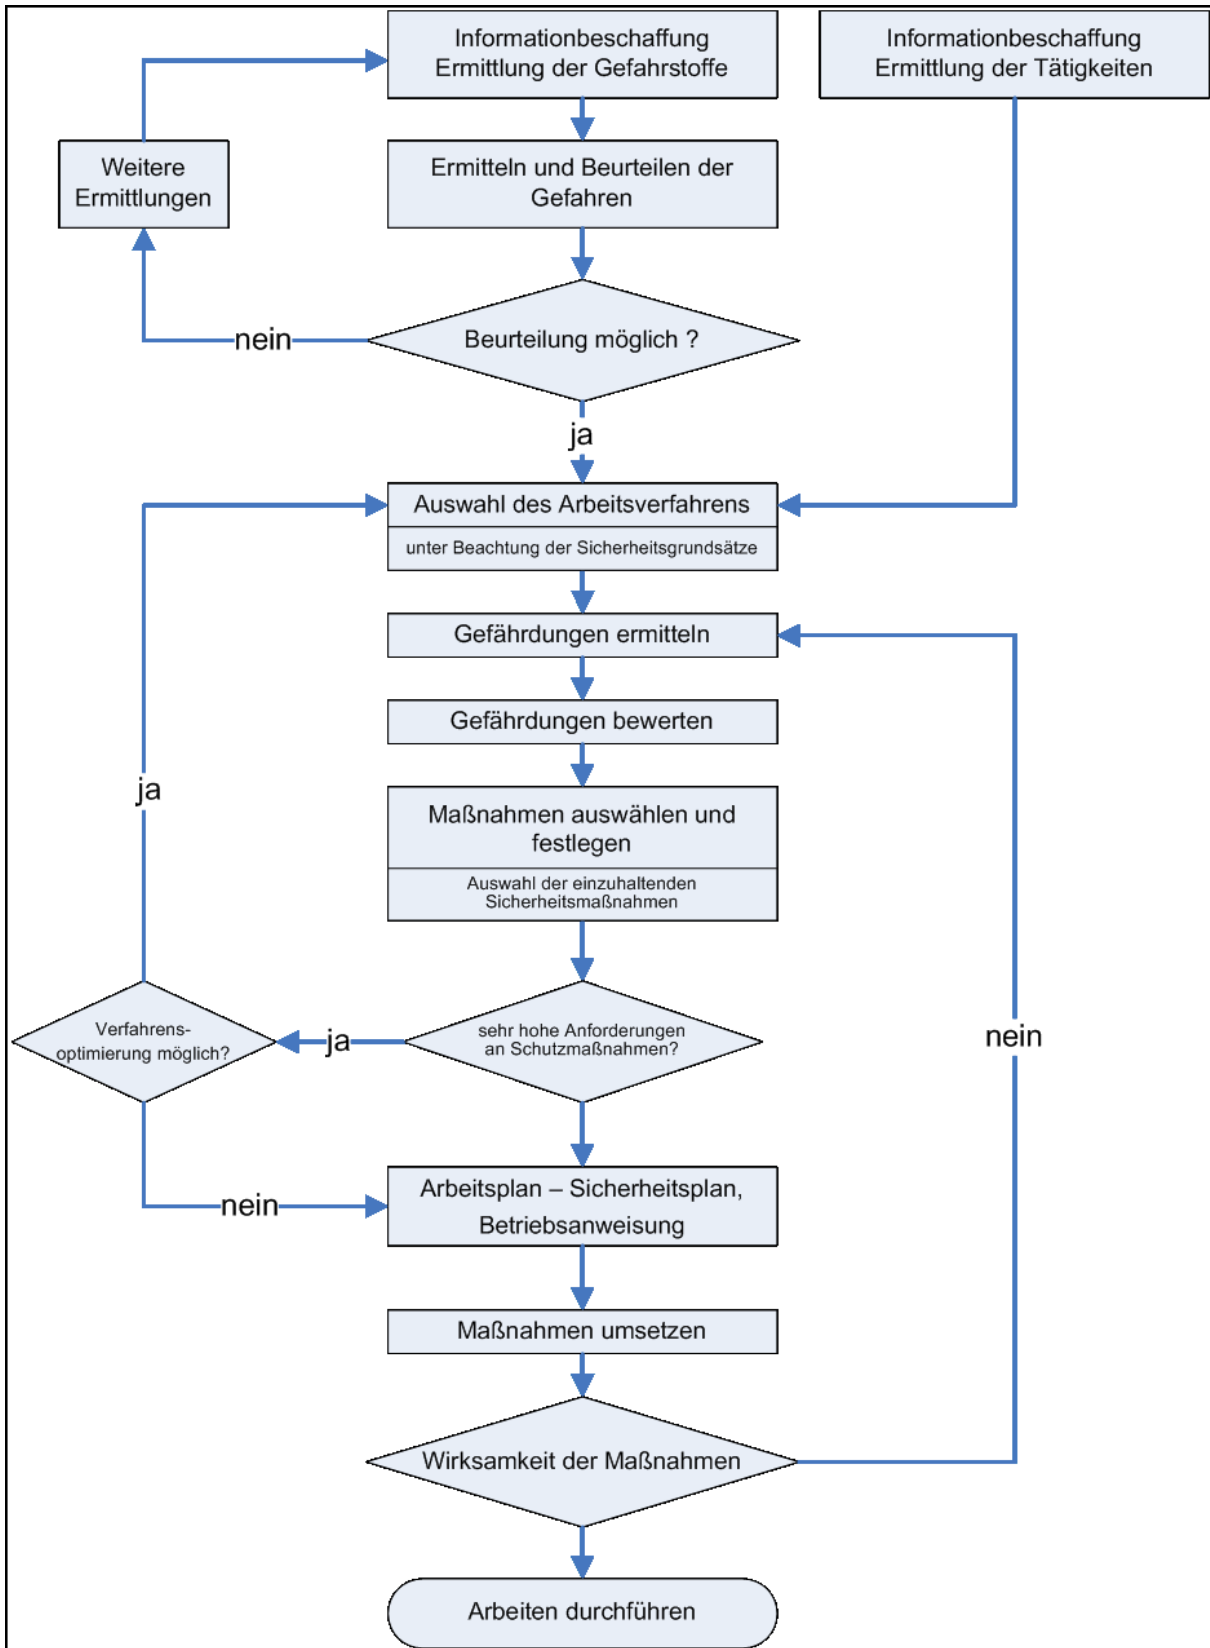 Informationbeschaffung
Ermittlung der Gefahrstoffe
Informationbeschaffung
Ermittlung der Tätigkeiten
Weitere
Ermittlungen
Ermitteln und Beurteilen der
Gefahren
nein
Beurteilung möglich ?
ja
Auswahl des Arbeitsverfahrens
unter Beachtung der Sicherheitsgrundsätze
Gefährdungen ermitteln
Gefährdungen bewerten
ja
Maßnahmen auswählen und
festlegen
Auswahl der einzuhaltenden
Sicherheitsmaßnahmen
Verfahrens-
optimierung möglich?
ja
sehr hohe Anforderungen
an Schutzmaßnahmen?
nein
nein
Arbeitsplan – Sicherheitsplan,
Betriebsanweisung
Maßnahmen umsetzen
Wirksamkeit der Maßnahmen
Arbeiten durchführen